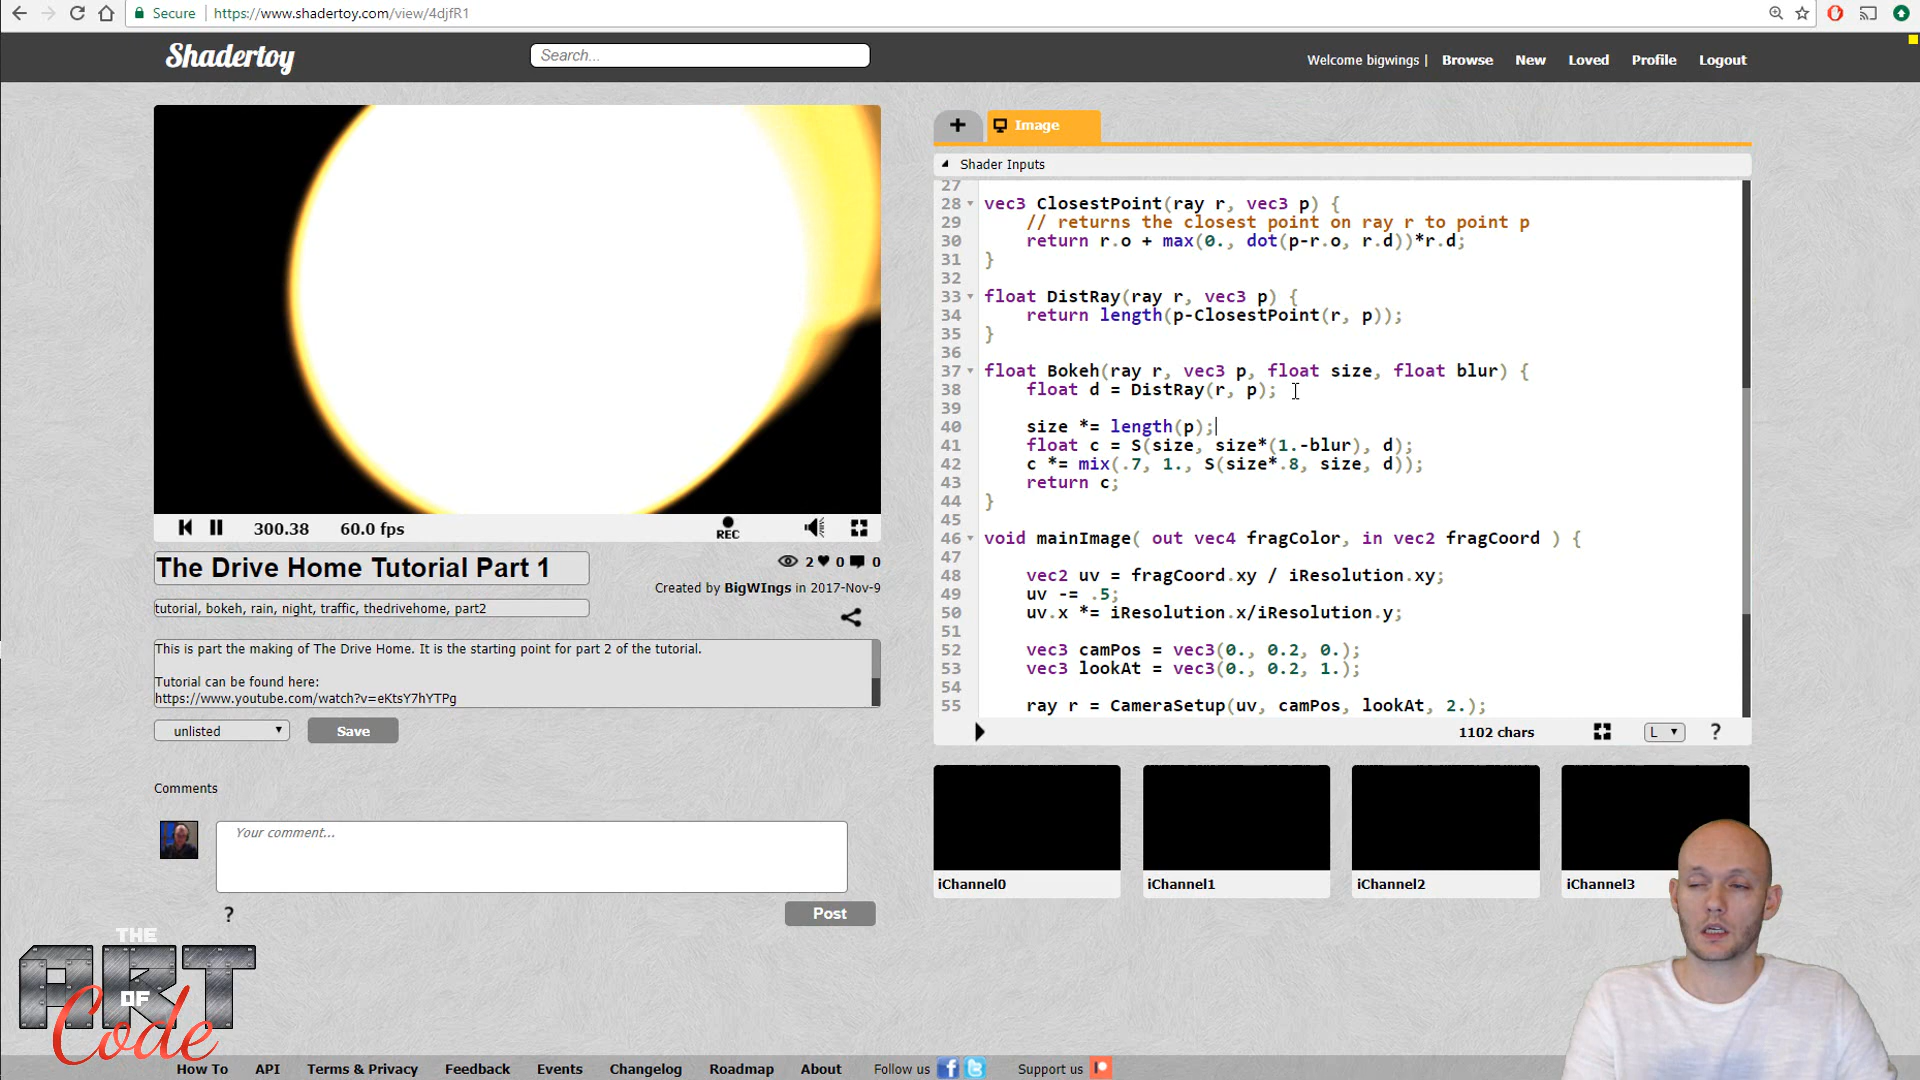 Secure
https://www.shadertoy.com/view/4djfR1
Shadertoy
Search...
Welcome bigwings |
Browse
New
Loved
Profile
Logout
+
Image
Shader Inputs
27
28 vec3 ClosestPoint(ray r, vec3 p) {
29 // returns the closest point on ray r to point p
30 return r.o + max(0., dot(p-r.o, r.d))*r.d;
31 }
32
33 float DistRay(ray r, vec3 p) {
34 return length(p-ClosestPoint(r, p));
35 }
36
37 float Bokeh(ray r, vec3 p, float size, float blur) {
38 float d = DistRay(r, p);
39
40 size *= length(p);
41 float c = S(size, size*(1.-blur), d);
42 c *= mix(.7, 1., S(size*.8, size, d));
43 return c;
44 }
45
46 void mainImage( out vec4 fragColor, in vec2 fragCoord ) {
47
48 vec2 uv = fragCoord.xy / iResolution.xy;
49 uv -= .5;
50 uv.x *= iResolution.x/iResolution.y;
51
52 vec3 camPos = vec3(0., 0.2, 0.);
53 vec3 lookAt = vec3(0., 0.2, 1.);
54
55 ray r = CameraSetup(uv, camPos, lookAt, 2.);
1102 chars
L
?
300.38
60.0 fps
REC
The Drive Home Tutorial Part 1
2
0
0
Created by BigWIngs in 2017-Nov-9
tutorial, bokeh, rain, night, traffic, thedrivehome, part2
This is part the making of The Drive Home. It is the starting point for part 2 of the tutorial.
Tutorial can be found here:
https://www.youtube.com/watch?v=eKtsY7hYTPg
unlisted
Save
Comments
Your comment...
?
Post
iChannel0
iChannel1
iChannel2
iChannel3
THE
ART
OF
Code
How To
API
Terms & Privacy
Feedback
Events
Changelog
Roadmap
About
Follow us
Support us